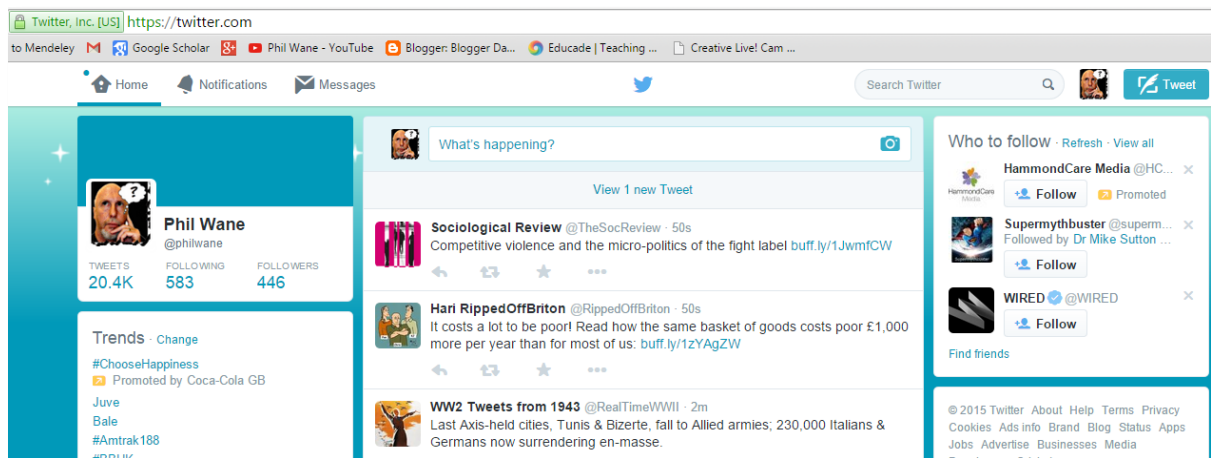 Twitter, Inc. [US] https://twitter.com
to Mendeley Google Scholar Phil Wane - YouTube Blogger: Blogger Da... Educade | Teaching ... Creative Live! Cam ...
Home Notifications Messages Search Twitter Tweet
Phil Wane
@philwane
TWEETS FOLLOWING FOLLOWERS
20.4K 583 446
Trends · Change
#ChooseHappiness
Promoted by Coca-Cola GB
Juve
Bale
#Amtrak188
What's happening?
View 1 new Tweet
Sociological Review @TheSocReview · 50s
Competitive violence and the micro-politics of the fight label buff.ly/1JwmfCW
Hari RippedOffBriton @RippedOffBriton · 50s
It costs a lot to be poor! Read how the same basket of goods costs poor £1,000
more per year than for most of us: buff.ly/1zYAgZW
WW2 Tweets from 1943 @RealTimeWWII · 2m
Last Axis-held cities, Tunis & Bizerte, fall to Allied armies; 230,000 Italians &
Germans now surrendering en-masse.
Who to follow · Refresh · View all
HammondCare Media @HC...
Follow Promoted
Supermythbuster @superm...
Followed by Dr Mike Sutton ...
Follow
WIRED @WIRED
Follow
Find friends
© 2015 Twitter About Help Terms Privacy
Cookies Ads info Brand Blog Status Apps
Jobs Advertise Businesses Media